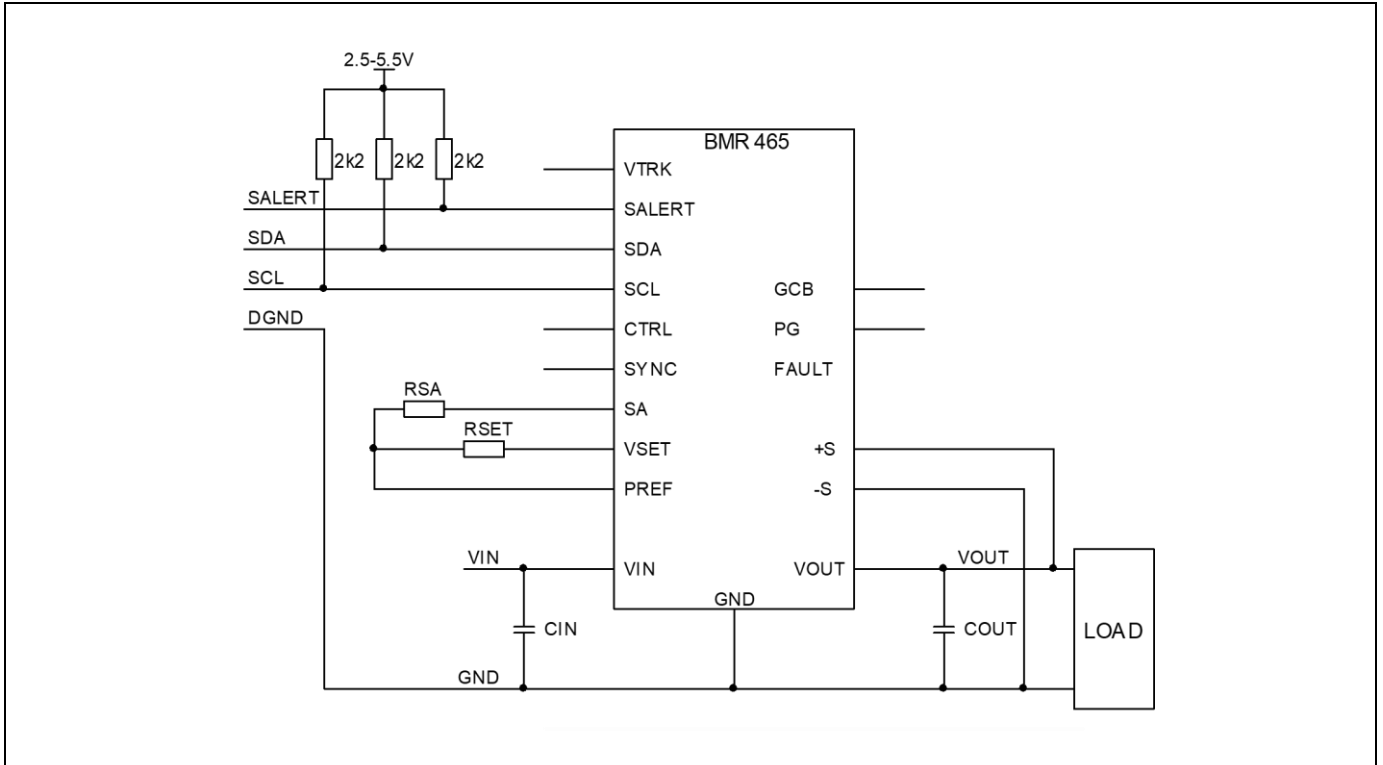 2.5-5.5V
BMR 465
2k2 2k2 2k2
VTRK
SALERT SALERT
SDA SDA
SCL SCL GCB
DGND CTRL PG
SYNC FAULT
RSA SA
RSET VSET +S
PREF -S
VIN VIN VOUT VOUT
GND
CIN COUT LOAD
GND